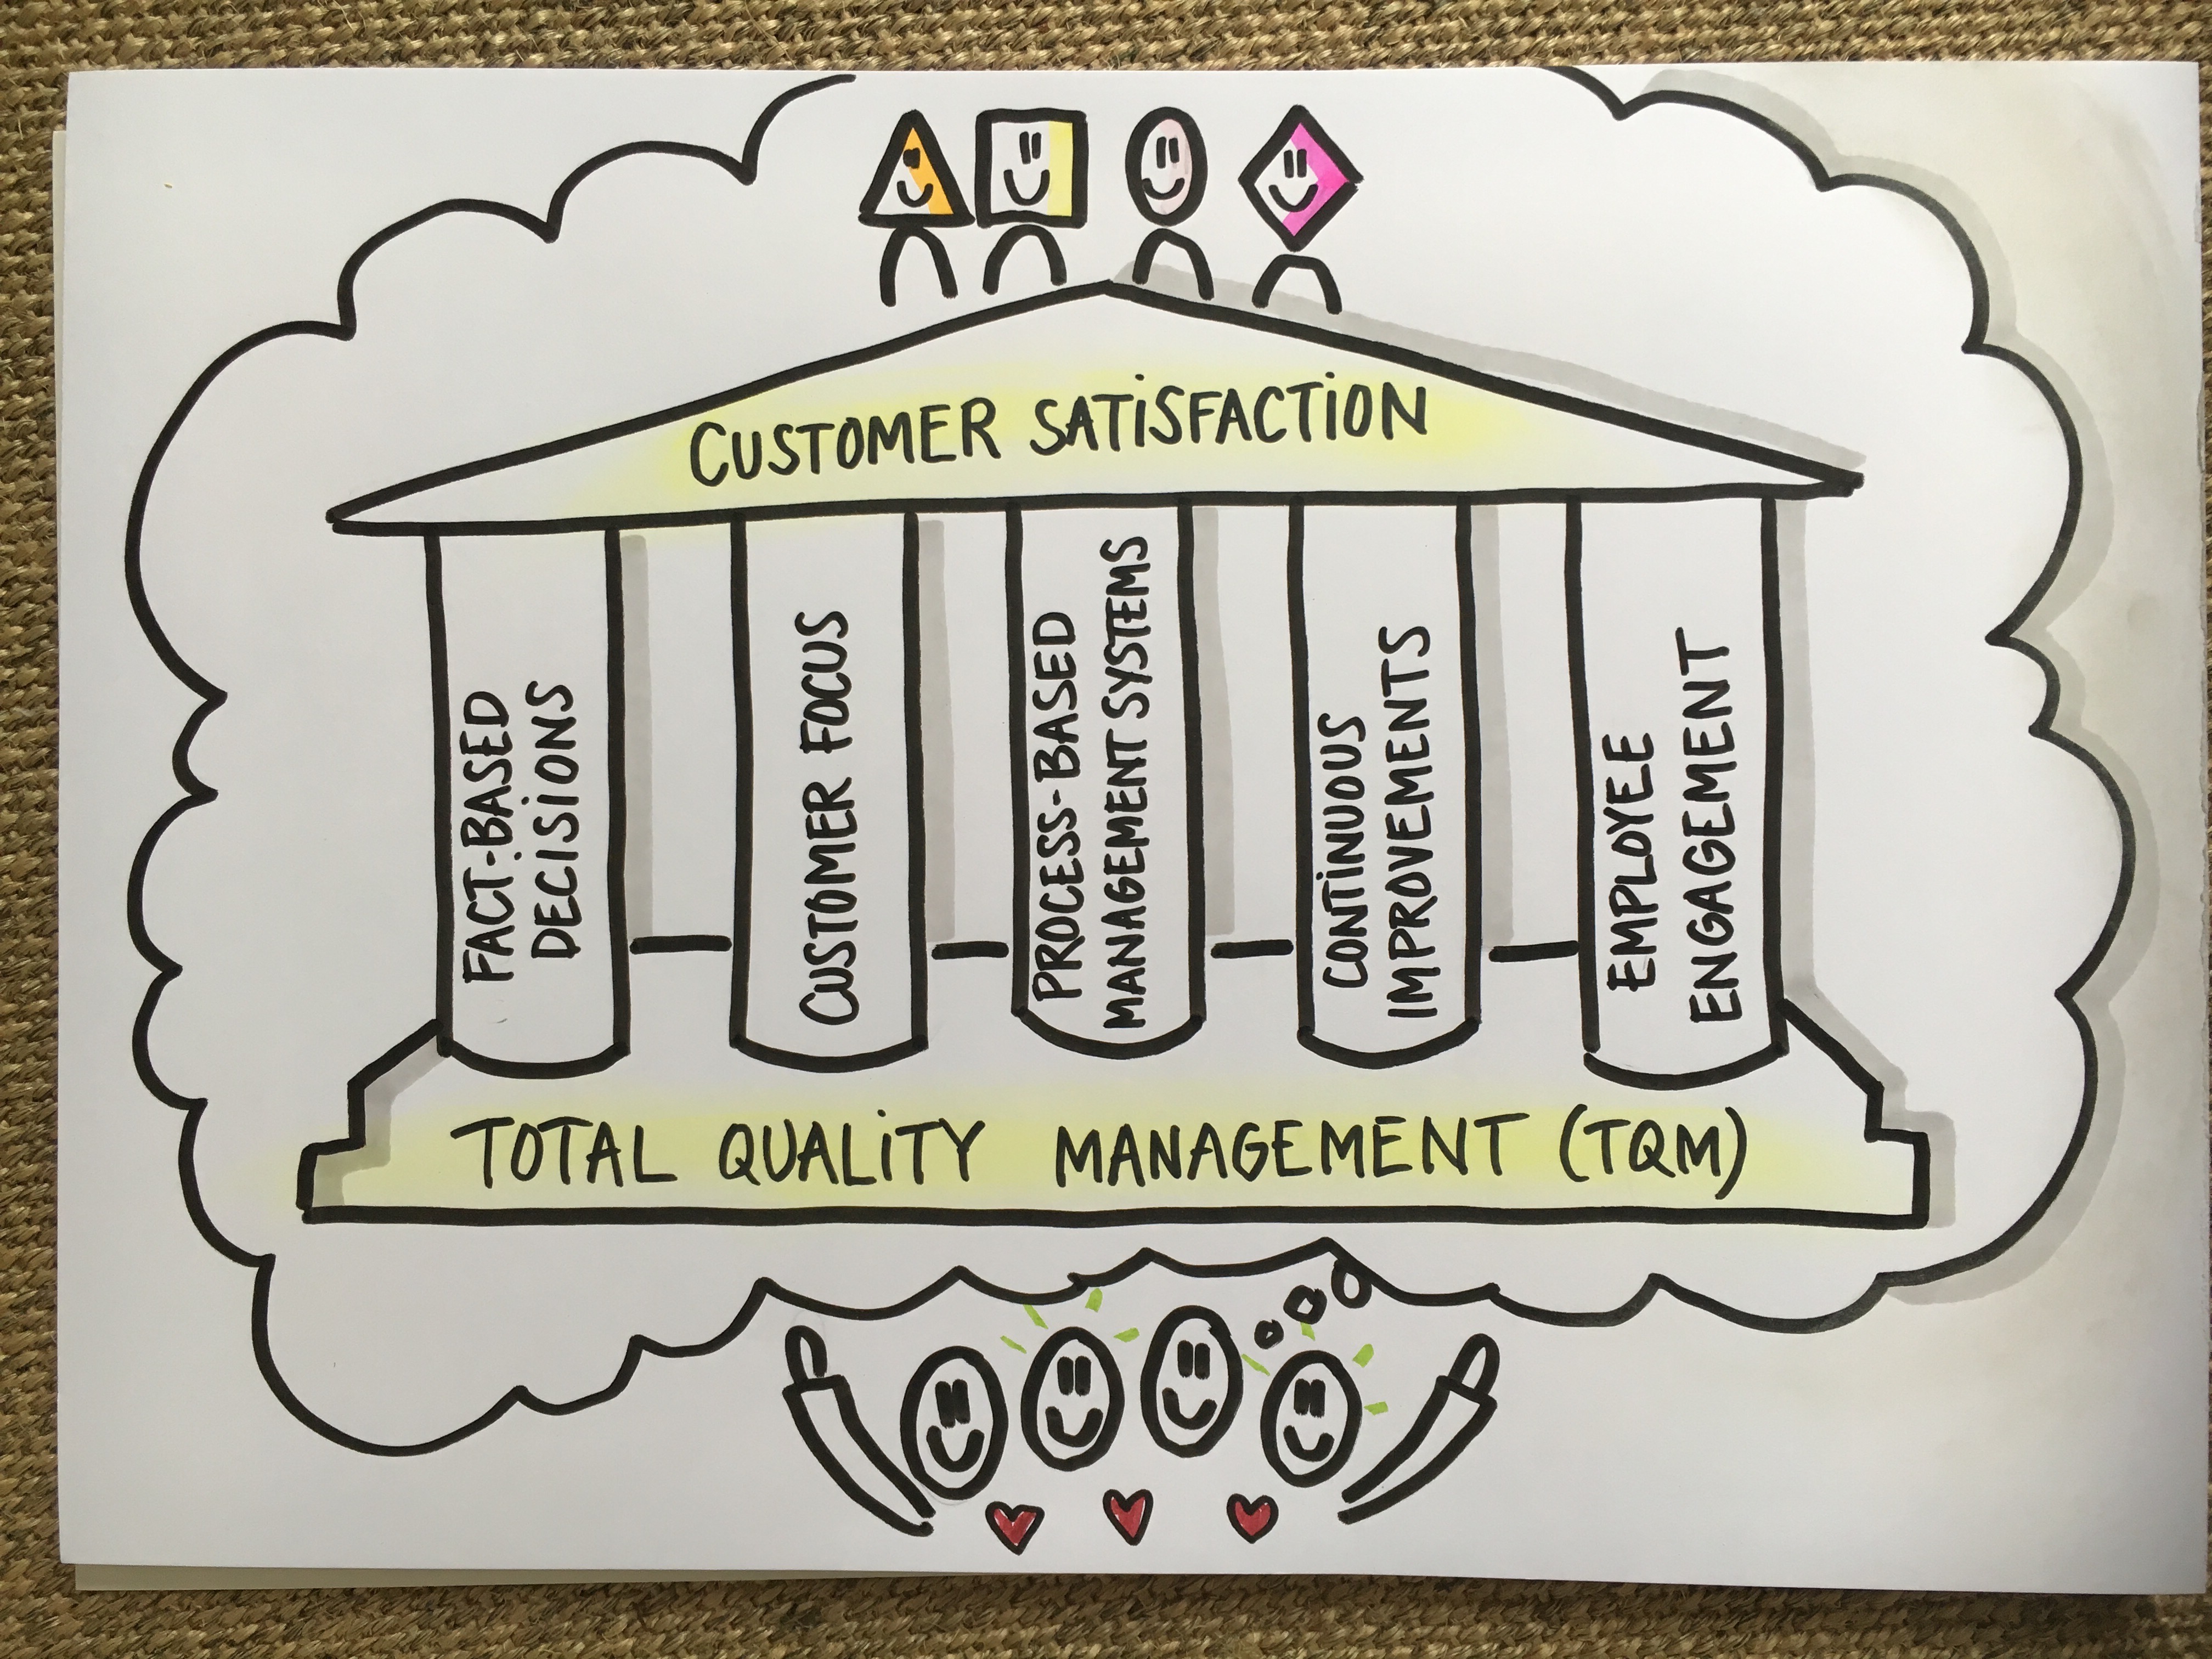 CUSTOMER SATISFACTION
FACT-BASED
DECISIONS
CUSTOMER FOCUS
PROCESS-BASED
MANAGEMENT SYSTEMS
CONTINUOUS
IMPROVEMENTS
EMPLOYEE
ENGAGEMENT
TOTAL QUALITY MANAGEMENT (TQM)